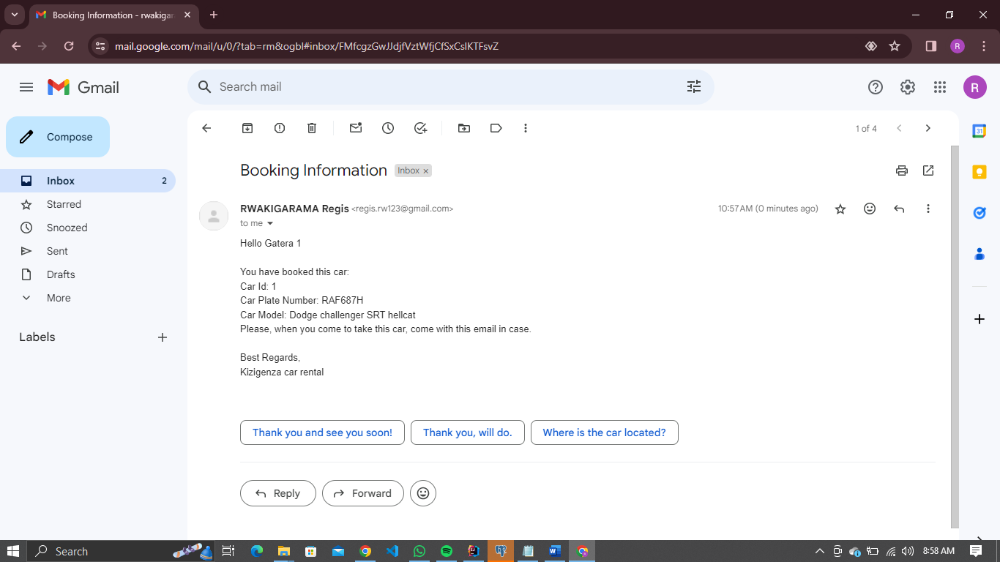 Booking Information - rwakigar
mail.google.com/mail/u/0/?tab=rm&ogbl#inbox/FMfcgzGwJJdjfVztWfjCfSxCslKTFsvZ
R
Gmail
Search mail
R
Compose
1 of 4
31
Inbox 2
Starred
Snoozed
Sent
Drafts
More
Labels
Booking Information
Inbox ×
RWAKIGARAMA Regis <regis.rw123@gmail.com>
10:57 AM (0 minutes ago)
to me
Hello Gatera 1
You have booked this car:
Car Id: 1
Car Plate Number: RAF687H
Car Model: Dodge challenger SRT hellcat
Please, when you come to take this car, come with this email in case.
Best Regards,
Kizigenza car rental
Thank you and see you soon!
Thank you, will do.
Where is the car located?
Reply
Forward
Search
8:58 AM